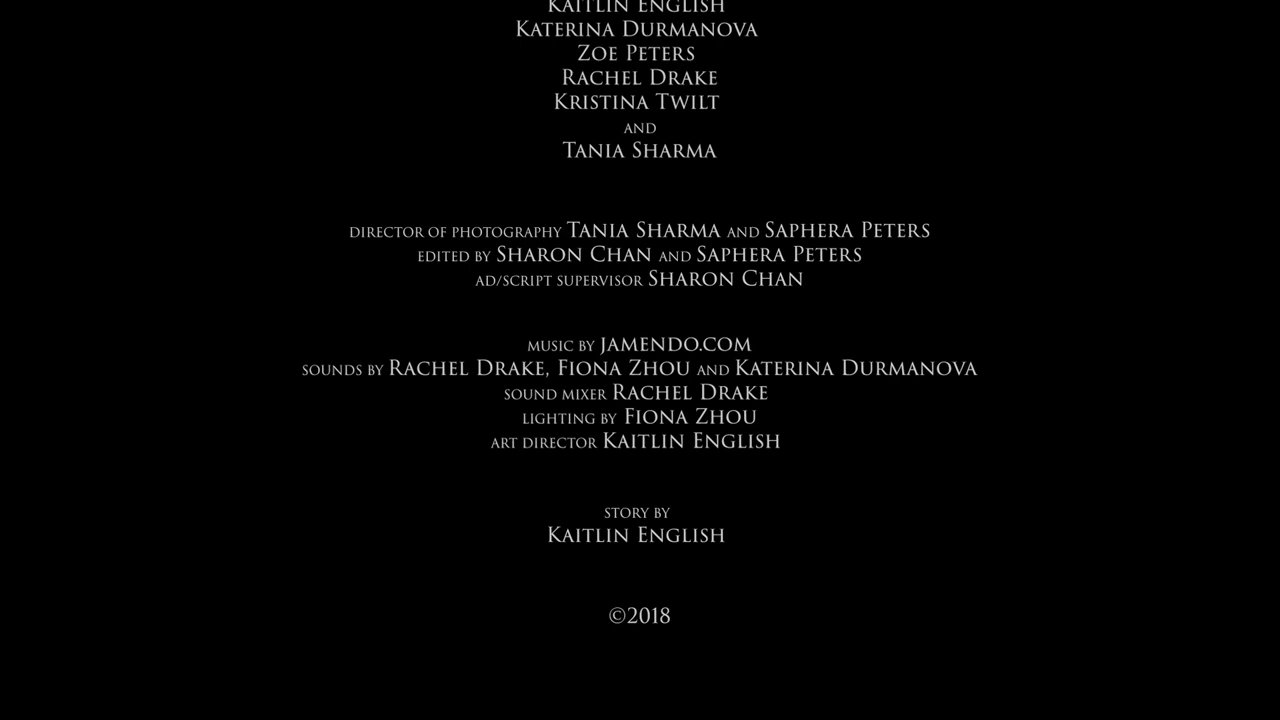 KAITLIN ENGLISH
KATERINA DURMANOVA
ZOE PETERS
RACHEL DRAKE
KRISTINA TWILT
AND
TANIA SHARMA
DIRECTOR OF PHOTOGRAPHY TANIA SHARMA AND SAPHERA PETERS
EDITED BY SHARON CHAN AND SAPHERA PETERS
AD/SCRIPT SUPERVISOR SHARON CHAN
MUSIC BY JAMENDO.COM
SOUNDS BY RACHEL DRAKE, FIONA ZHOU AND KATERINA DURMANOVA
SOUND MIXER RACHEL DRAKE
LIGHTING BY FIONA ZHOU
ART DIRECTOR KAITLIN ENGLISH
STORY BY
KAITLIN ENGLISH
©2018